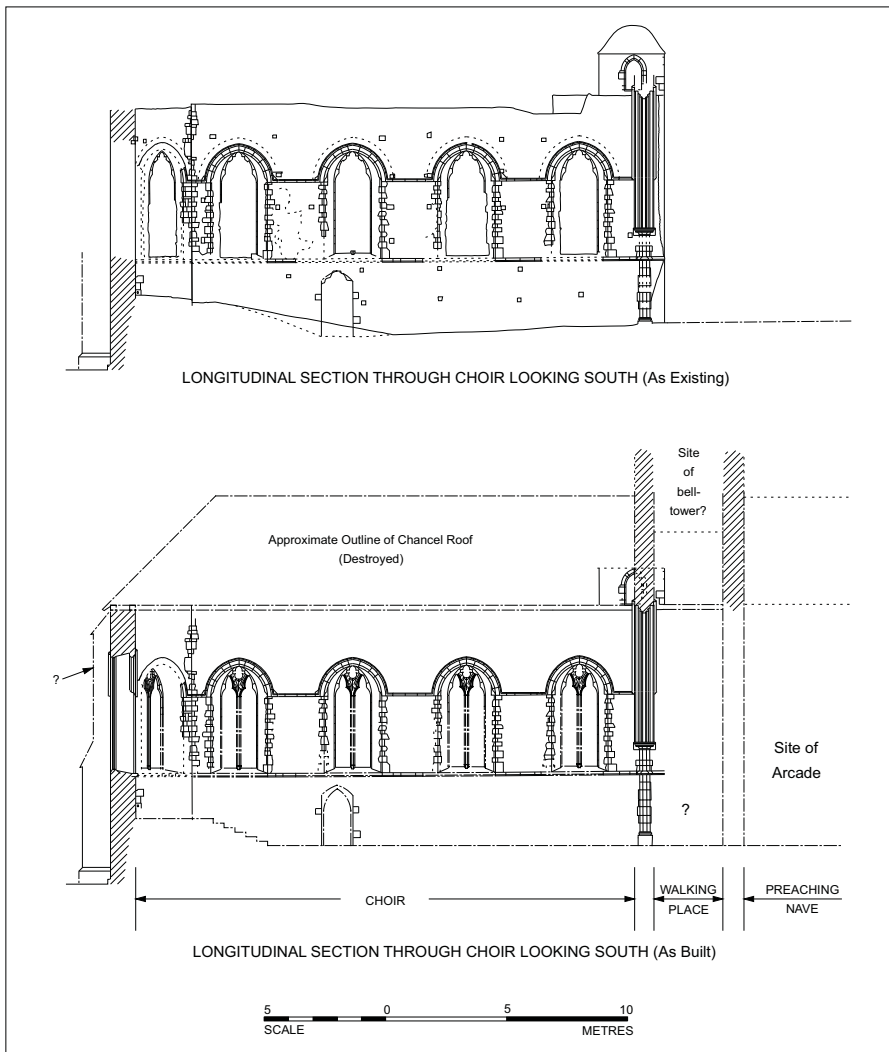 LONGITUDINAL SECTION THROUGH CHOIR LOOKING SOUTH (As Existing)
Site
of
bell-
tower?
Approximate Outline of Chancel Roof
(Destroyed)
?
Site of
Arcade
?
CHOIR
WALKING
PLACE
PREACHING
NAVE
LONGITUDINAL SECTION THROUGH CHOIR LOOKING SOUTH (As Built)
5 0 5 10
SCALE METRES